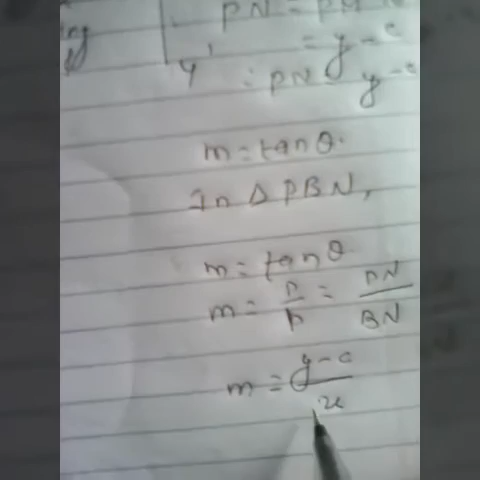 PN = PM
= y-c
y'
∴ PN = y-c
m = tan θ.
In Δ PBN,
m = tan θ
m = p/b = PN/BN
m = y-c/x